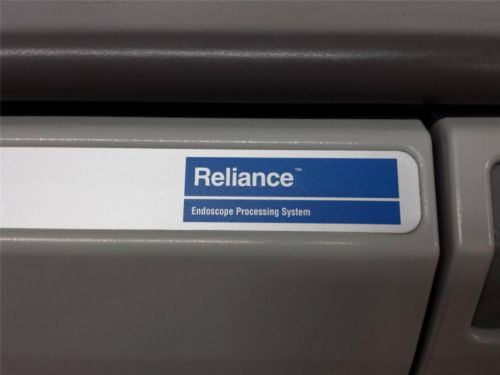 Reliance™
Endoscope Processing System